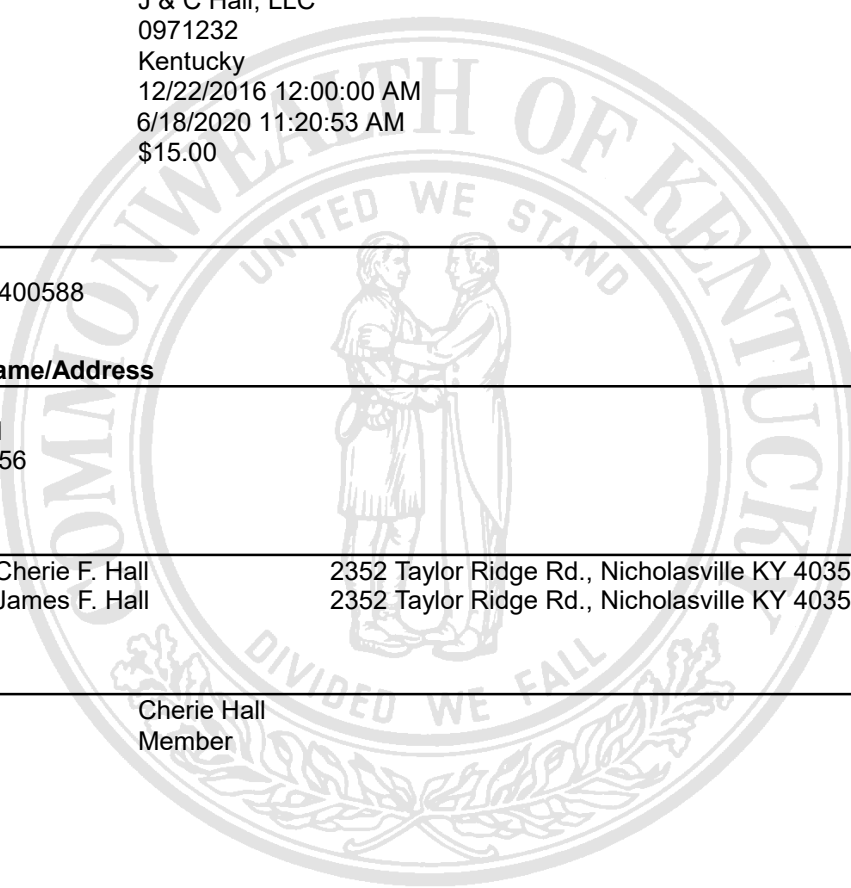 J & C Hall, LLC
0971232
Kentucky
12/22/2016 12:00:00 AM
6/18/2020 11:20:53 AM
$15.00
400588
ame/Address
56
Cherie F. Hall 2352 Taylor Ridge Rd., Nicholasville KY 4035
James F. Hall 2352 Taylor Ridge Rd., Nicholasville KY 4035
Cherie Hall
Member
COMMONWEALTH OF KENTUCKY
UNITED WE STAND
DIVIDED WE FALL